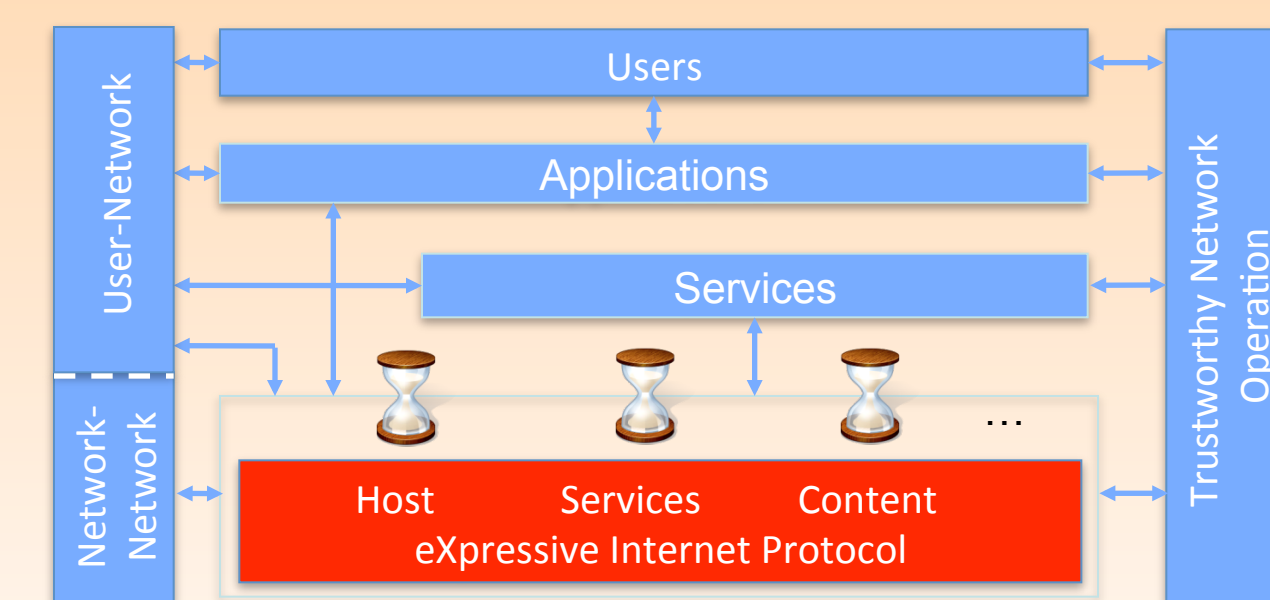 User-Network
Network-
Network
Users
Applications
Services
...
Host Services Content
eXpressive Internet Protocol
Trustworthy Network
Operation